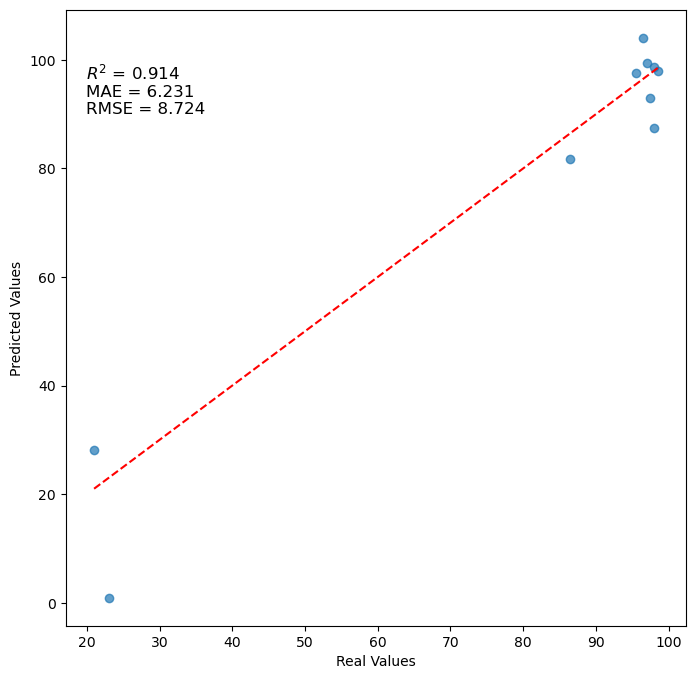 R² = 0.914
MAE = 6.231
RMSE = 8.724
100
80
60
40
20
0
Predicted Values
20 30 40 50 60 70 80 90 100
Real Values